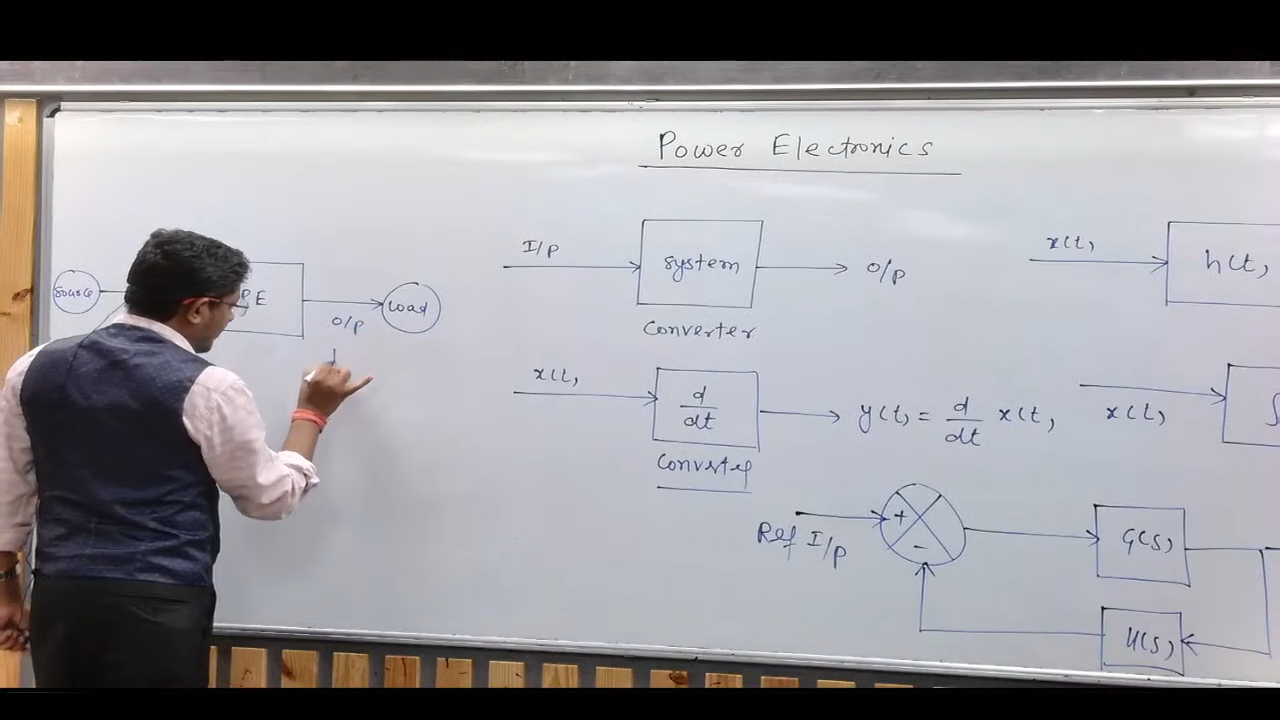 Power Electronics
Source
PE
O/p
Load
I/p
system
O/p
Converter
x(t)
h(t)
x(t)
d/dt
y(t) = d/dt x(t)
Converter
x(t)
∫
Ref I/p
+
-
G(s)
H(s)